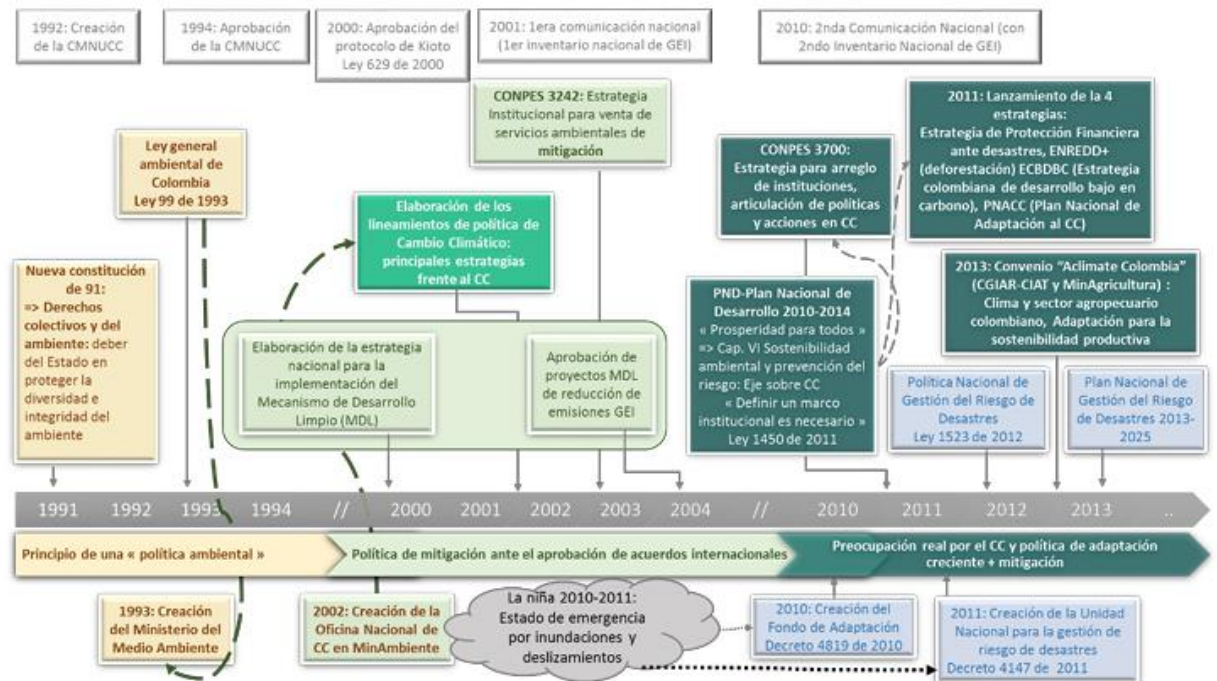 1992: Creación
de la CMNUCC
1994: Aprobación
de la CMNUCC
2000: Aprobación del
protocolo de Kioto
Ley 629 de 2000
2001: 1era comunicación nacional
(1er inventario nacional de GEI)
2010: 2nda Comunicación Nacional (con
2ndo Inventario Nacional de GEI)
CONPES 3242: Estrategia
Institucional para venta de
servicios ambientales de
mitigación
2011: Lanzamiento de la 4
estrategias:
Estrategia de Protección Financiera
ante desastres, ENREDD+
(deforestación) ECBDBC (Estrategia
colombiana de desarrollo bajo en
carbono), PNACC (Plan Nacional de
Adaptación al CC)
Ley general
ambiental de
Colombia
Ley 99 de 1993
CONPES 3700:
Estrategia para arreglo
de instituciones,
articulación de políticas
y acciones en CC
Elaboración de los
lineamientos de política de
Cambio Climático:
principales estrategias
frente al CC
Nueva constitución
de 91:
=> Derechos
colectivos y del
ambiente: deber
del Estado en
proteger la
diversidad e
integridad del
ambiente
2013: Convenio “Aclimate Colombia”
(CGIAR-CIAT y MinAgricultura) :
Clima y sector agropecuario
colombiano, Adaptación para la
sostenibilidad productiva
PND-Plan Nacional de
Desarrollo 2010-2014
« Prosperidad para todos »
=> Cap. VI Sostenibilidad
ambiental y prevención del
riesgo: Eje sobre CC
« Definir un marco
institucional es necesario »
Ley 1450 de 2011
Elaboración de la estrategia
nacional para la
implementación del
Mecanismo de Desarrollo
Limpio (MDL)
Aprobación de
proyectos MDL
de reducción de
emisiones GEI
Política Nacional de
Gestión del Riesgo de
Desastres
Ley 1523 de 2012
Plan Nacional de
Gestión del Riesgo
de Desastres 2013-
2025
1991 1992 1993 1994 // 2000 2001 2002 2003 2004 // 2010 2011 2012 2013 ..
Principio de una « política ambiental »
Política de mitigación ante el aprobación de acuerdos internacionales
Preocupación real por el CC y política de adaptación
creciente + mitigación
1993: Creación
del Ministerio del
Medio Ambiente
2002: Creación de la
Oficina Nacional de
CC en MinAmbiente
La niña 2010-2011:
Estado de emergencia
por inundaciones y
deslizamientos
2010: Creación del
Fondo de Adaptación
Decreto 4819 de 2010
2011: Creación de la Unidad
Nacional para la gestión de
riesgo de desastres
Decreto 4147 de 2011